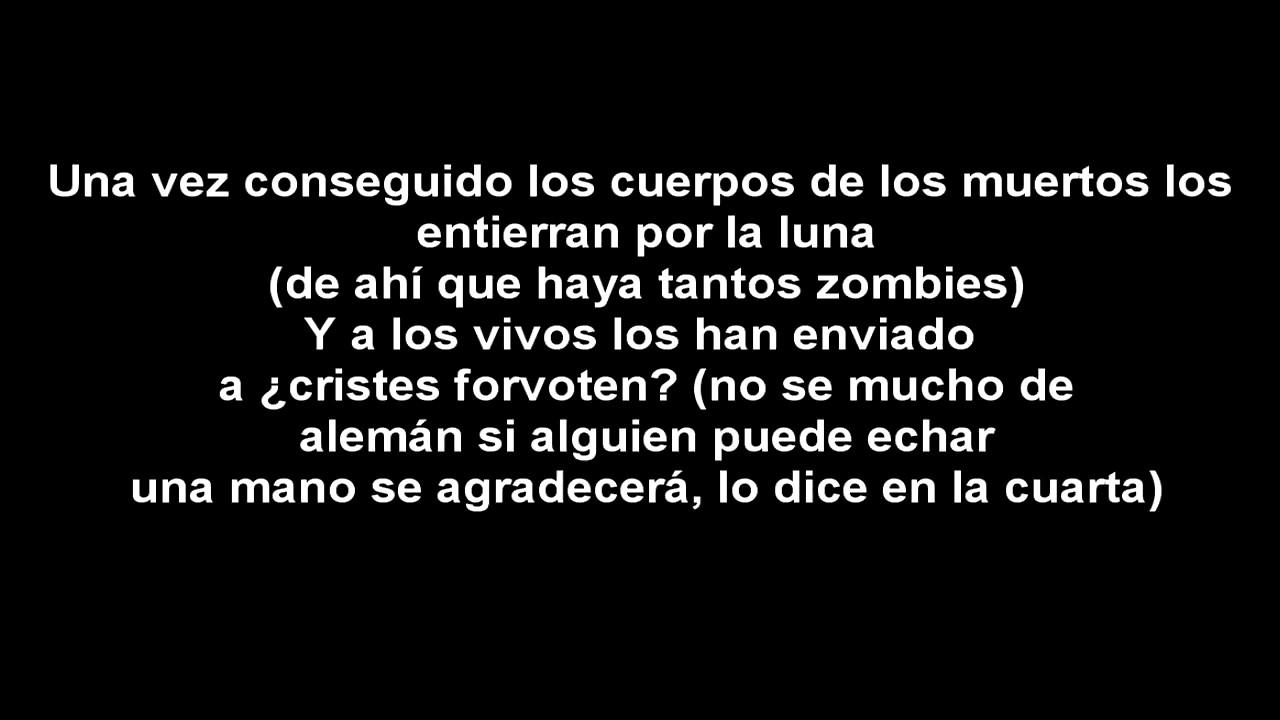 Una vez conseguido los cuerpos de los muertos los
entierran por la luna
(de ahí que haya tantos zombies)
Y a los vivos los han enviado
a ¿cristes forvoten? (no se mucho de
alemán si alguien puede echar
una mano se agradecerá, lo dice en la cuarta)